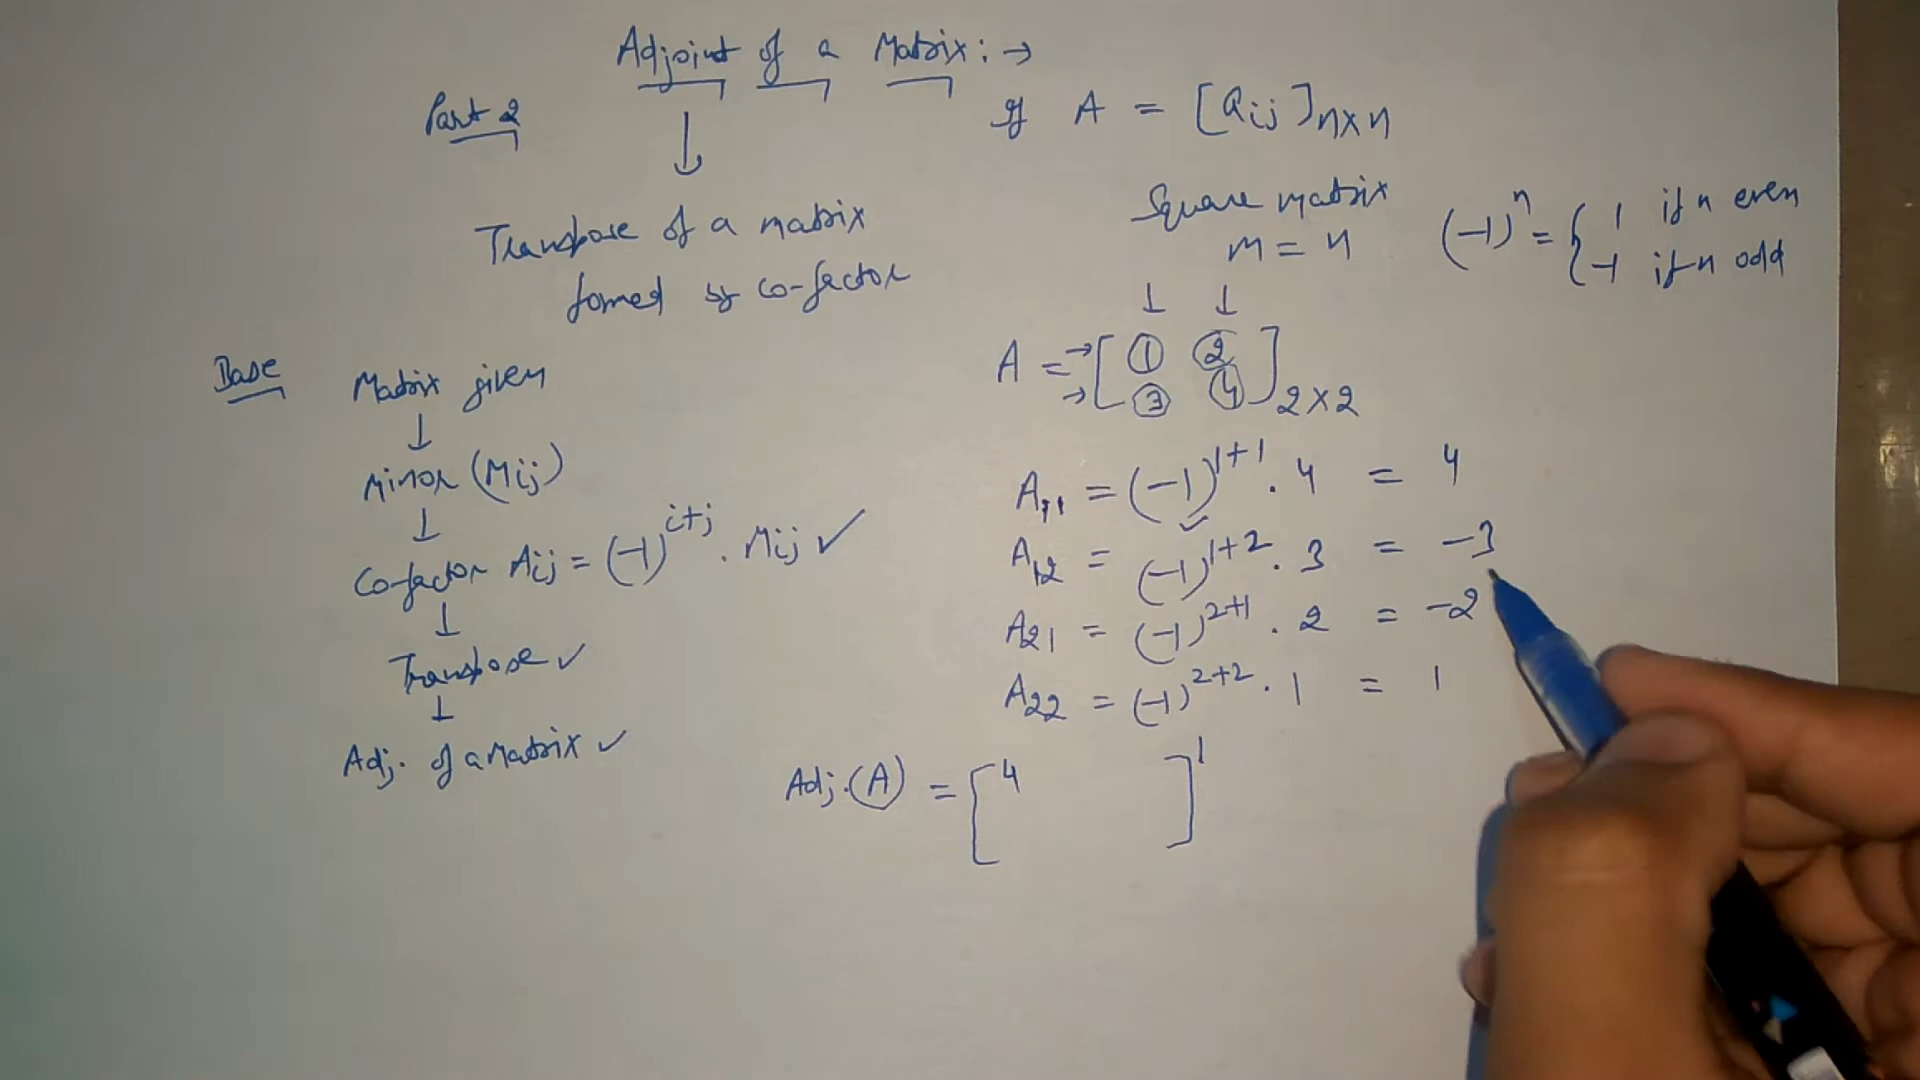 Adjoint of a Matrix : →
Part 2
If A = [aij]n×n
↓
Square matrix
m = n
(-1)^n = { 1 if n even
-1 if n odd
Transpose of a matrix
formed by co-factor
Base
Matrix given
↓
Minor (Mij)
↓
Co-factor Aij = (-1)^i+j . Mij ✓
↓
Transpose ✓
↓
Adj. of a Matrix ✓
↓ ↓
A = → [ 1 2
→ 3 4 ] 2×2
A11 = (-1)^1+1 . 4 = 4
A12 = (-1)^1+2 . 3 = -3
A21 = (-1)^2+1 . 2 = -2
A22 = (-1)^2+2 . 1 = 1
Adj.(A) = [ 4 ]'